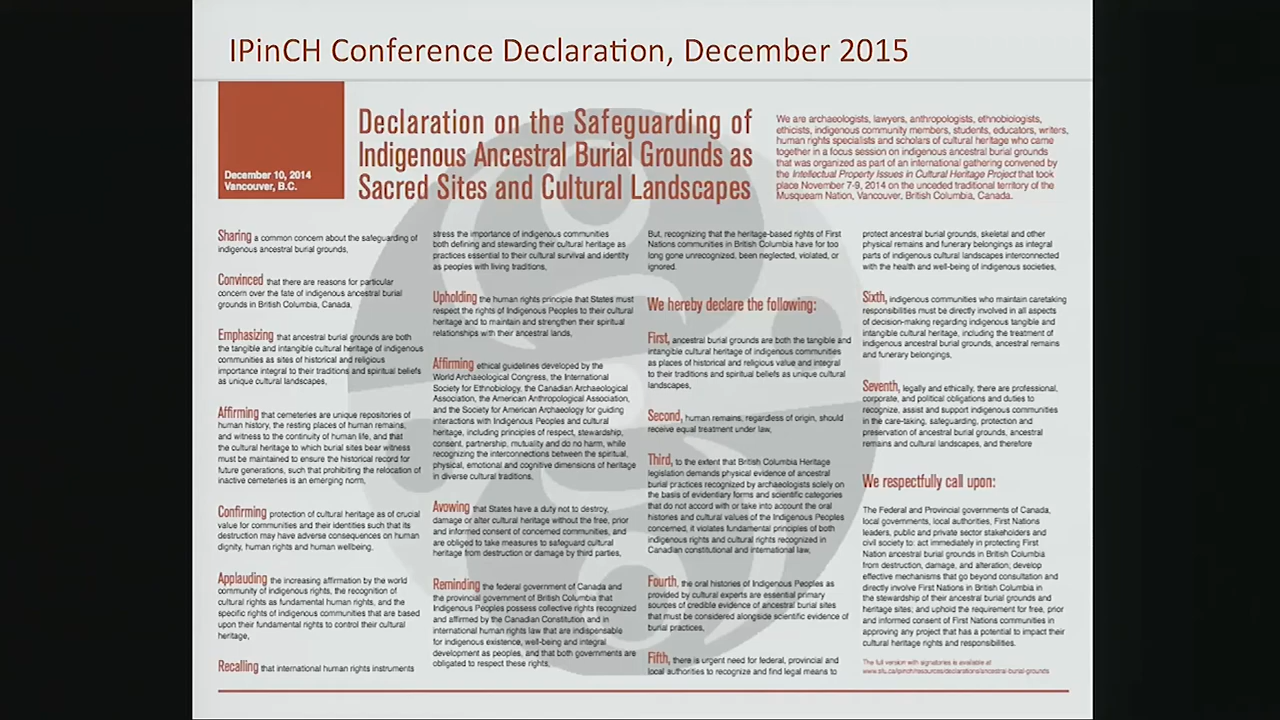 IPinCH Conference Declaration, December 2015
December 10, 2014
Vancouver, B.C.
Declaration on the Safeguarding of
Indigenous Ancestral Burial Grounds as
Sacred Sites and Cultural Landscapes
We are archaeologists, lawyers, anthropologists, ethnobiologists,
ethicists, indigenous community members, students, educators, writers,
human rights specialists and scholars of cultural heritage who came
together in a focus session on indigenous ancestral burial grounds
that was organized as part of an international gathering convened by
the Intellectual Property Issues in Cultural Heritage Project that took
place November 7-9, 2014 on the unceded traditional territory of the
Musqueam Nation, Vancouver, British Columbia, Canada.
Sharing a common concern about the safeguarding of
indigenous ancestral burial grounds,
Convinced that there are reasons for particular
concern over the fate of indigenous ancestral burial
grounds in British Columbia, Canada,
Emphasizing that ancestral burial grounds are both
the tangible and intangible cultural heritage of indigenous
communities as sites of historical and religious
importance integral to their traditions and spiritual beliefs
as unique cultural landscapes,
Affirming that cemeteries are unique repositories of
human history, the resting places of human remains,
and witness to the continuity of human life, and that
the cultural heritage to which burial sites bear witness
must be maintained to ensure the historical record for
future generations, such that prohibiting the relocation of
inactive cemeteries is an emerging norm,
Confirming protection of cultural heritage as of crucial
value for communities and their identities such that its
destruction may have adverse consequences on human
dignity, human rights and human wellbeing,
Applauding the increasing affirmation by the world
community of indigenous rights, the recognition of
cultural rights as fundamental human rights, and the
specific rights of indigenous communities that are based
upon their fundamental rights to control their cultural
heritage,
Recalling that international human rights instruments
stress the importance of indigenous communities
both defining and stewarding their cultural heritage as
practices essential to their cultural survival and identity
as peoples with living traditions,
Upholding the human rights principle that States must
respect the rights of Indigenous Peoples to their cultural
heritage and to maintain and strengthen their spiritual
relationships with their ancestral lands,
Affirming ethical guidelines developed by the
World Archaeological Congress, the International
Society for Ethnobiology, the Canadian Archaeological
Association, the American Anthropological Association,
and the Society for American Archaeology for guiding
interactions with Indigenous Peoples and cultural
heritage, including principles of respect, stewardship,
consent, partnership, mutuality and do no harm, while
recognizing the interconnections between the spiritual,
physical, emotional and cognitive dimensions of heritage
in diverse cultural traditions,
Avowing that States have a duty not to destroy,
damage or alter cultural heritage without the free, prior
and informed consent of concerned communities, and
are obliged to take measures to safeguard cultural
heritage from destruction or damage by third parties,
Reminding the federal government of Canada and
the provincial government of British Columbia that
Indigenous Peoples possess collective rights recognized
and affirmed by the Canadian Constitution and in
international human rights law that are indispensable
for indigenous existence, well-being and integral
development as peoples, and that both governments are
obligated to respect these rights,
But, recognizing that the heritage-based rights of First
Nations communities in British Columbia have for too
long gone unrecognized, been neglected, violated, or
ignored.
We hereby declare the following:
First, ancestral burial grounds are both the tangible and
intangible cultural heritage of indigenous communities
as places of historical and religious value and integral
to their traditions and spiritual beliefs as unique cultural
landscapes,
Second, human remains, regardless of origin, should
receive equal treatment under law,
Third, to the extent that British Columbia Heritage
legislation demands physical evidence of ancestral
burial practices recognized by archaeologists solely on
the basis of evidentiary forms and scientific categories
that do not accord with or take into account the oral
histories and cultural values of the Indigenous Peoples
concerned, it violates fundamental principles of both
indigenous rights and cultural rights recognized in
Canadian constitutional and international law,
Fourth, the oral histories of Indigenous Peoples as
provided by cultural experts are essential primary
sources of credible evidence of ancestral burial sites
that must be considered alongside scientific evidence of
burial practices,
Fifth, there is urgent need for federal, provincial and
local authorities to recognize and find legal means to
protect ancestral burial grounds, skeletal and other
physical remains and funerary belongings as integral
parts of indigenous cultural landscapes interconnected
with the health and well-being of indigenous societies,
Sixth, indigenous communities who maintain caretaking
responsibilities must be directly involved in all aspects
of decision-making regarding indigenous tangible and
intangible cultural heritage, including the treatment of
indigenous ancestral burial grounds, ancestral remains
and funerary belongings,
Seventh, legally and ethically, there are professional,
corporate, and political obligations and duties to
recognize, assist and support indigenous communities
in the care-taking, safeguarding, protection and
preservation of ancestral burial grounds, ancestral
remains and cultural landscapes, and therefore
We respectfully call upon:
The Federal and Provincial governments of Canada,
local governments, local authorities, First Nations
leaders, public and private sector stakeholders and
civil society to: act immediately in protecting First
Nation ancestral burial grounds in British Columbia
from destruction, damage, and alteration; develop
effective mechanisms that go beyond consultation and
directly involve First Nations in British Columbia in
the stewardship of their ancestral burial grounds and
heritage sites; and uphold the requirement for free, prior
and informed consent of First Nations communities in
approving any project that has a potential to impact their
cultural heritage rights and responsibilities.
The full version with signatories is available at
www.sfu.ca/ipinch/resources/declarations/ancestral-burial-grounds